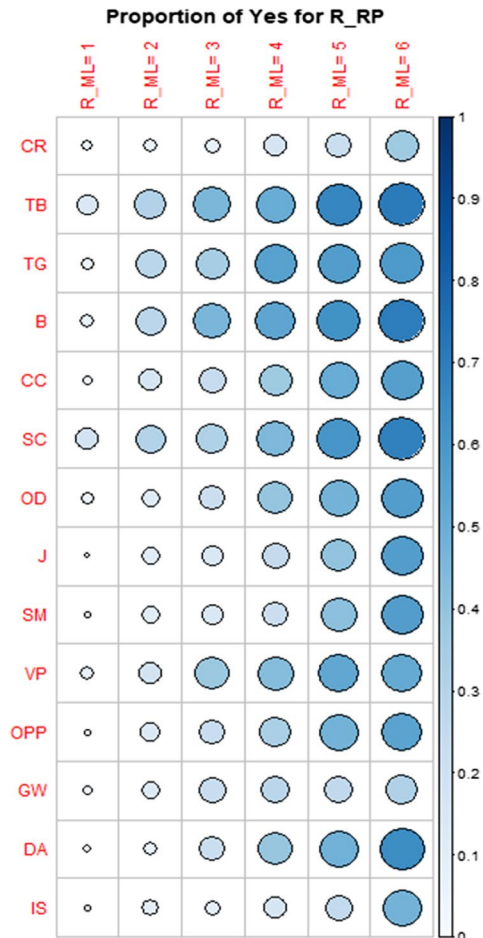 Proportion of Yes for R_RP
R_ML= 1
R_ML= 2
R_ML= 3
R_ML= 4
R_ML= 5
R_ML= 6
CR
TB
TG
B
CC
SC
OD
J
SM
VP
OPP
GW
DA
IS
1
0.9
0.8
0.7
0.6
0.5
0.4
0.3
0.2
0.1
0